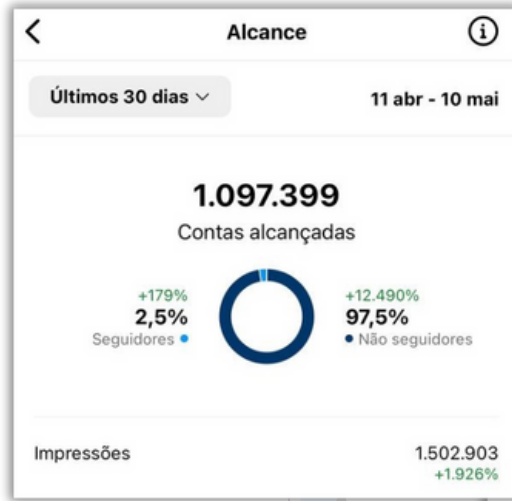 Alcance
Últimos 30 dias
11 abr - 10 mai
1.097.399
Contas alcançadas
+179%
2,5%
Seguidores
+12.490%
97,5%
Não seguidores
Impressões
1.502.903
+1.926%